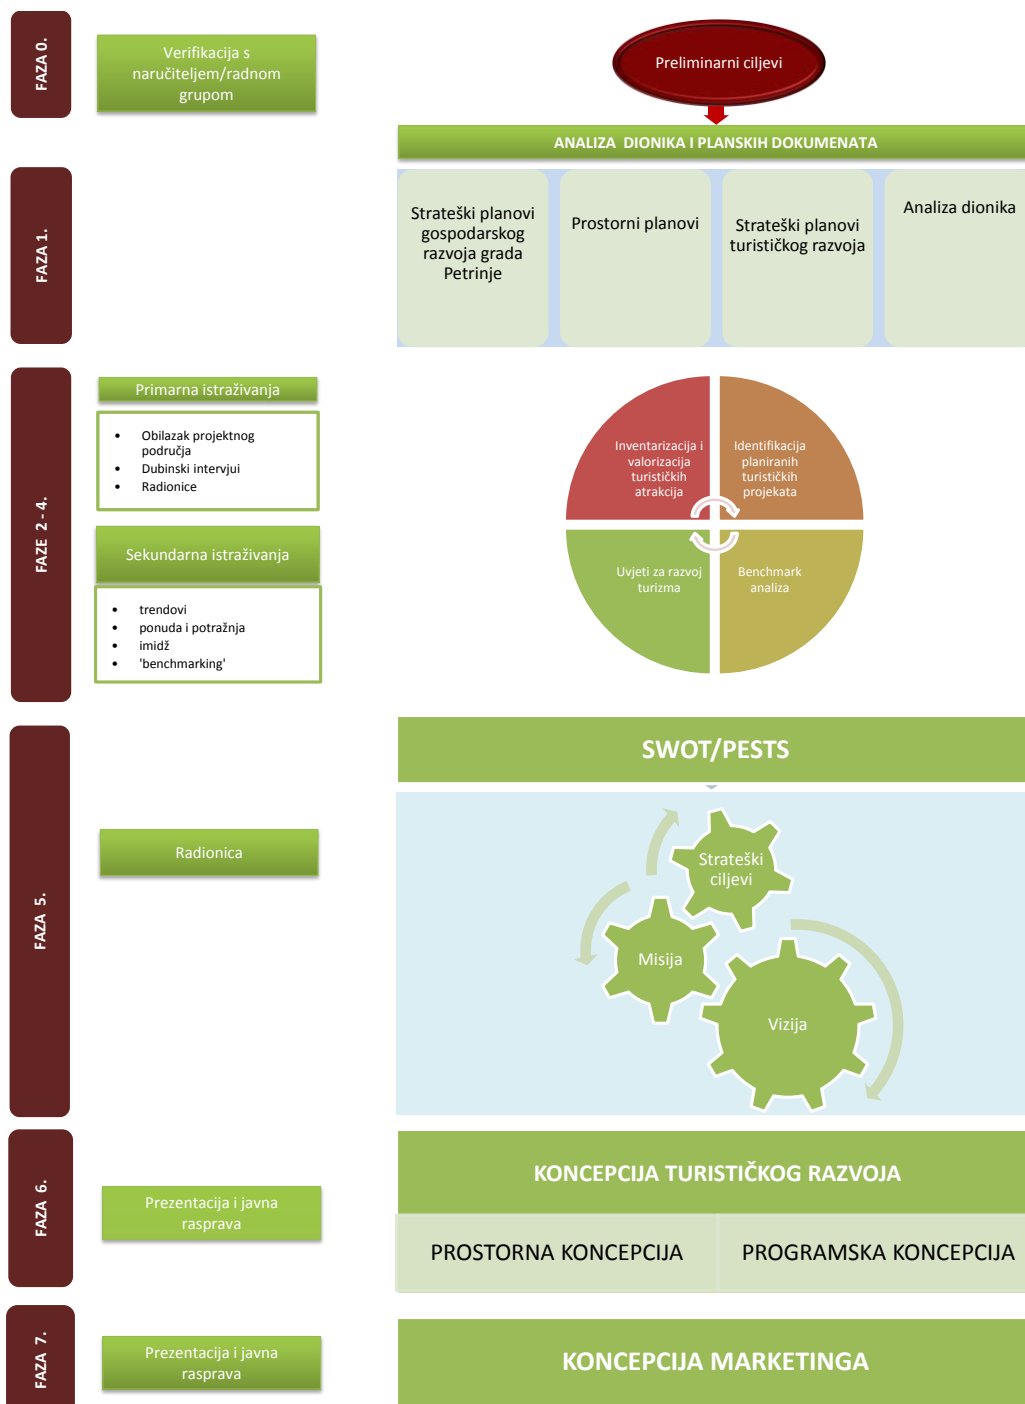 FAZA 0.
Verifikacija s
naručiteljem/radnom
grupom
Preliminarni ciljevi
ANALIZA DIONIKA I PLANSKIH DOKUMENATA
FAZA 1.
Strateški planovi
gospodarskog
razvoja grada
Petrinje
Prostorni planovi
Strateški planovi
turističkog razvoja
Analiza dionika
FAZE 2 - 4.
Primarna istraživanja
• Obilazak projektnog
područja
• Dubinski intervjui
• Radionice
Sekundarna istraživanja
• trendovi
• ponuda i potražnja
• imidž
• 'benchmarking'
Inventarizacija i
valorizacija
turističkih
atrakcija
Identifikacija
planiranih
turističkih
projekata
Uvjeti za razvoj
turizma
Benchmark
analiza
FAZA 5.
Radionica
SWOT/PESTS
Strateški
ciljevi
Misija
Vizija
FAZA 6.
Prezentacija i javna
rasprava
KONCEPCIJA TURISTIČKOG RAZVOJA
PROSTORNA KONCEPCIJA
PROGRAMSKA KONCEPCIJA
FAZA 7.
Prezentacija i javna
rasprava
KONCEPCIJA MARKETINGA